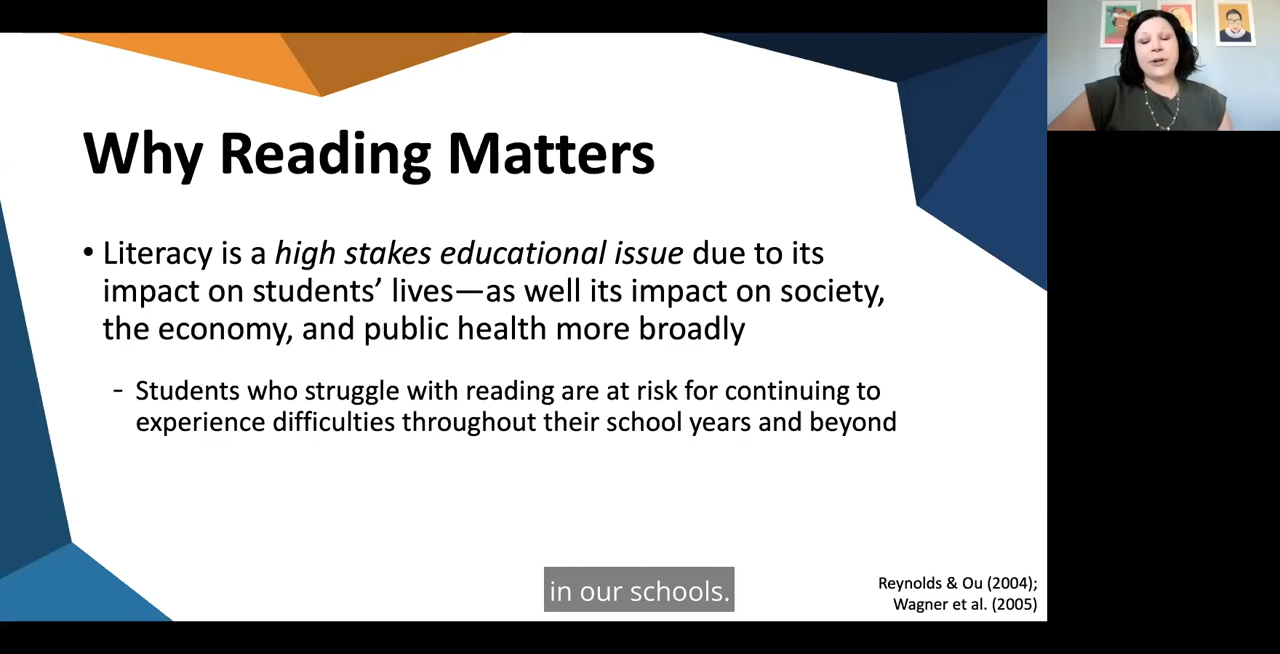 Why Reading Matters
• Literacy is a high stakes educational issue due to its
impact on students’ lives—as well its impact on society,
the economy, and public health more broadly
- Students who struggle with reading are at risk for continuing to
experience difficulties throughout their school years and beyond
in our schools.
Reynolds & Ou (2004);
Wagner et al. (2005)